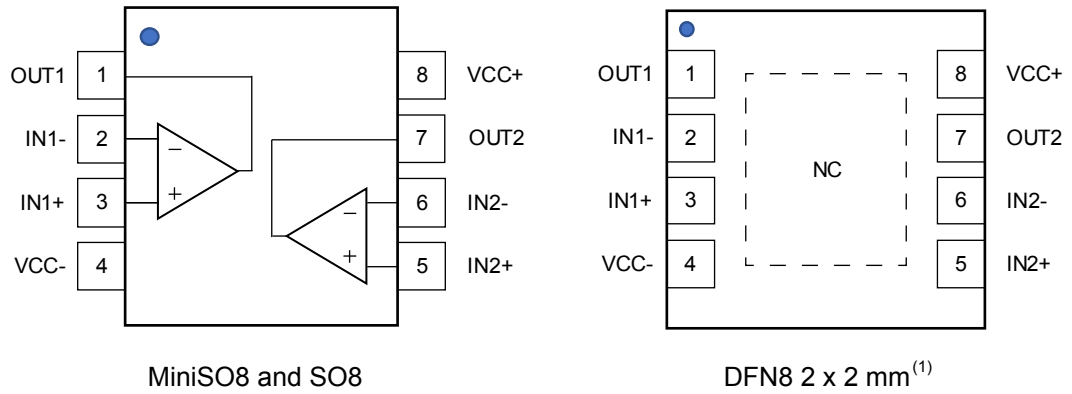 OUT1 1 8 VCC+
IN1- 2 − 7 OUT2
IN1+ 3 + − 6 IN2-
VCC- 4 + 5 IN2+
MiniSO8 and SO8
OUT1 1 8 VCC+
IN1- 2 7 OUT2
NC
IN1+ 3 6 IN2-
VCC- 4 5 IN2+
DFN8 2 x 2 mm(1)